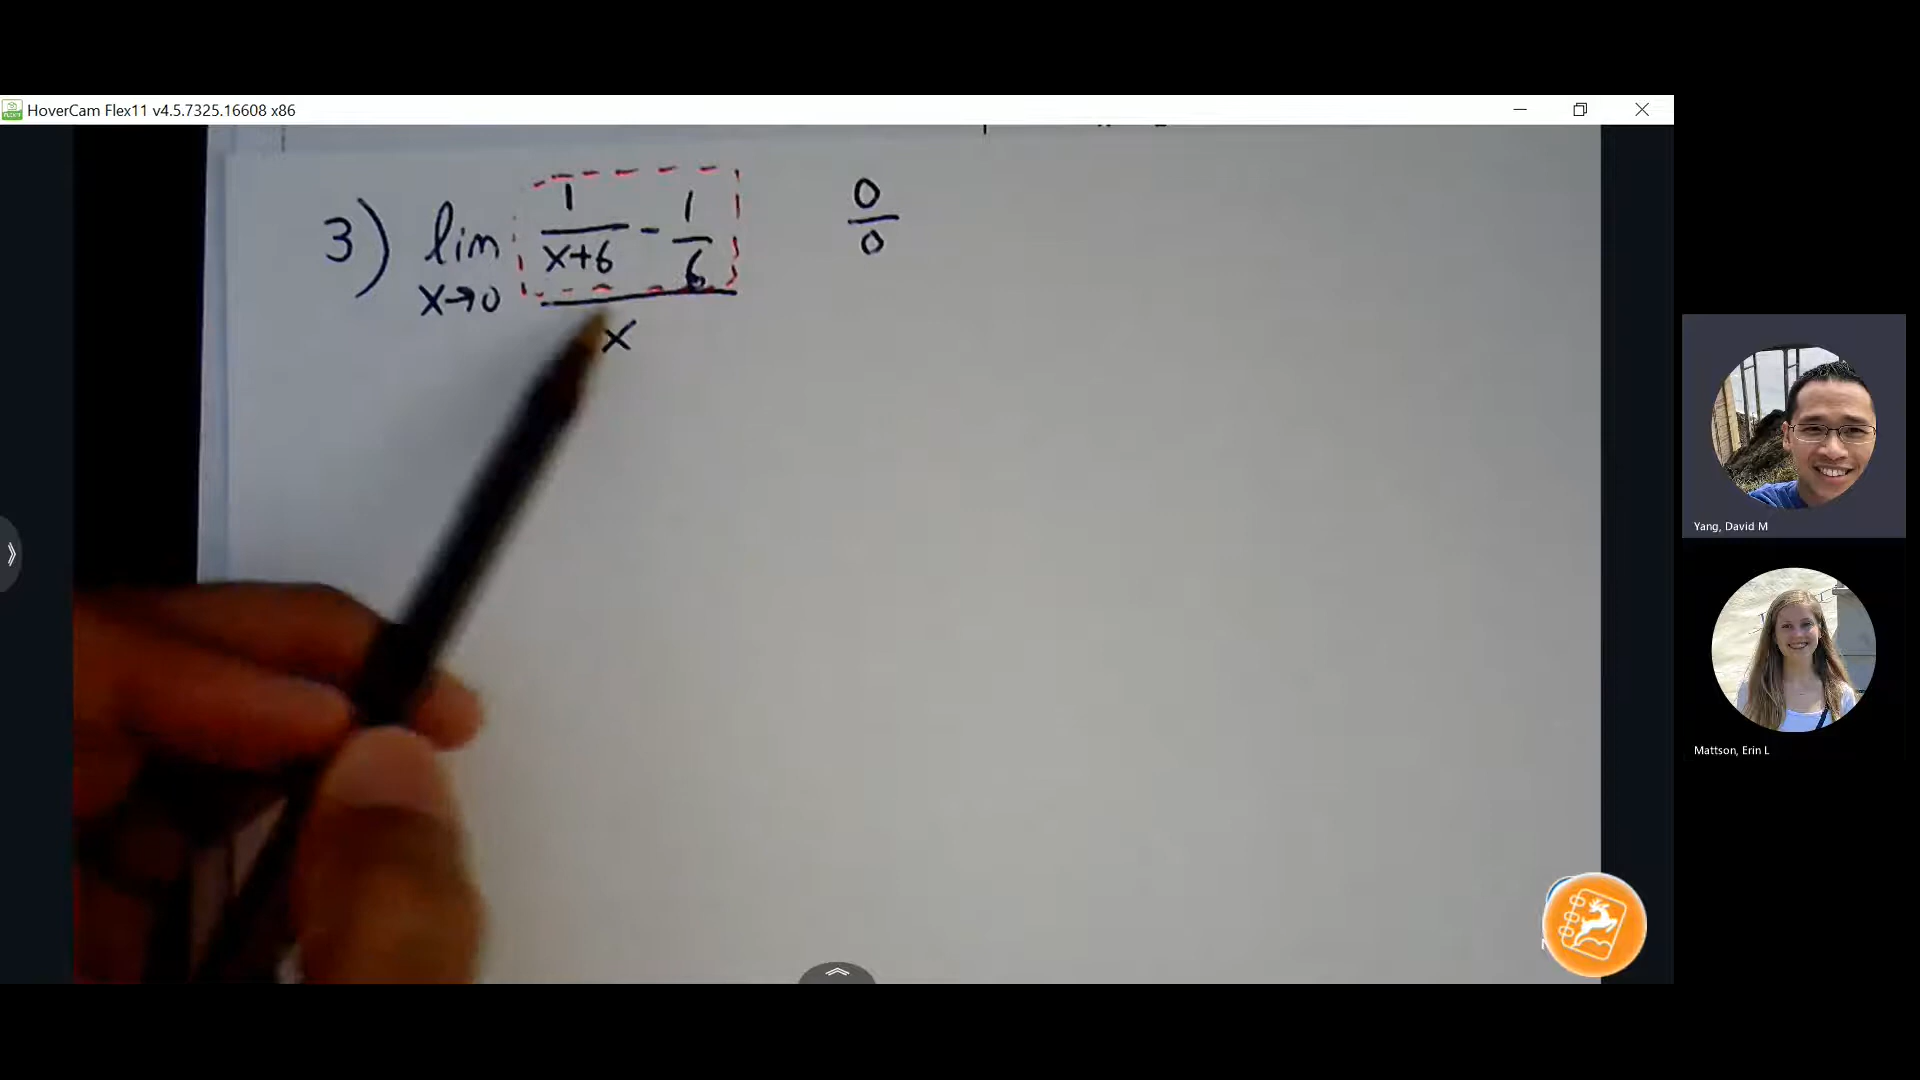 HoverCam Flex11 v4.5.7325.16608 x86
3) lim x→0 (1/(x+6) - 1/6)/x
0/0
Yang, David M
Mattson, Erin L